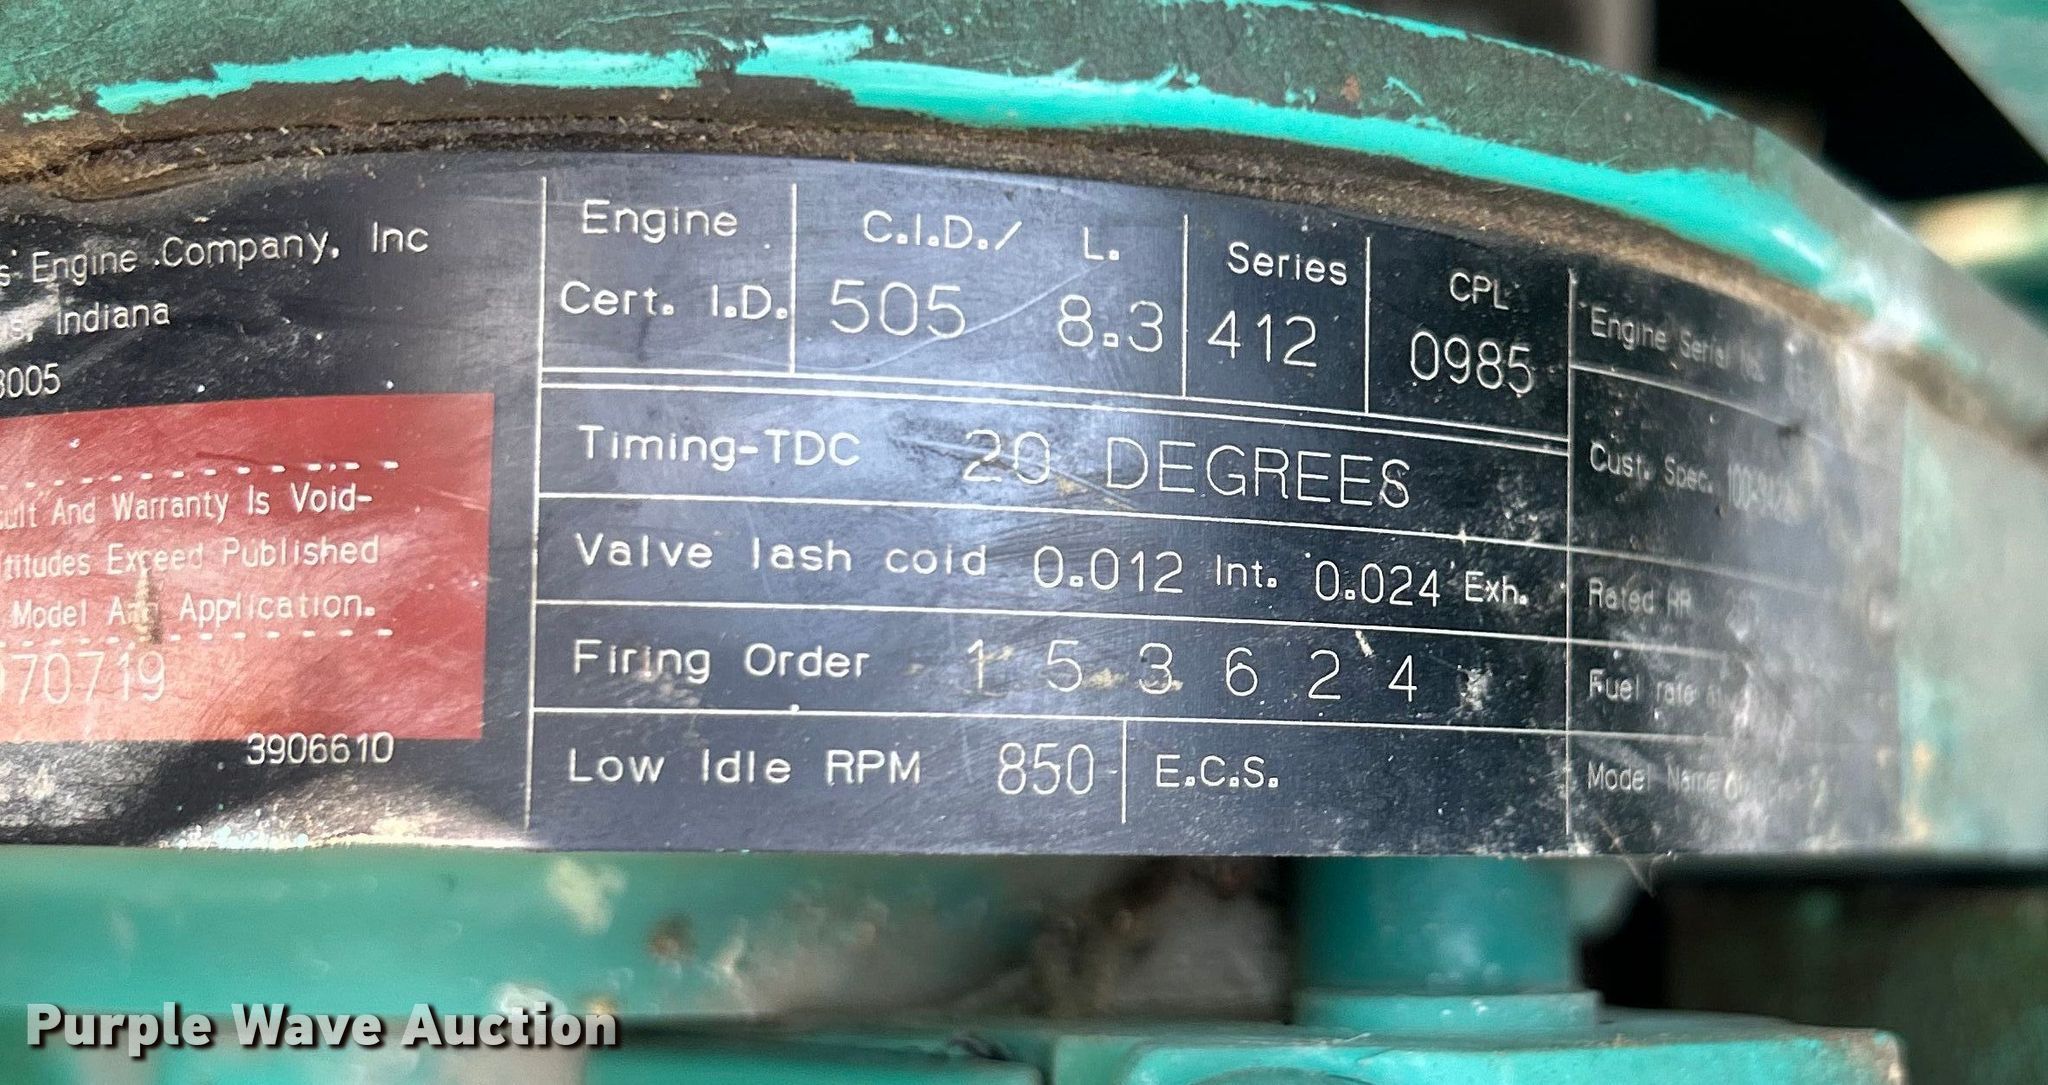 Engine Company, Inc
Indiana
3005
And Warranty Is Void-
Exceed Published
Model And Application.
70719
3906610
Engine
Cert. I.D.
C.I.D./ L.
505 8.3
Series
412
CPL
0985
Timing-TDC 20 DEGREES
Valve lash cold 0.012 Int. 0.024 Exh.
Firing Order 1 5 3 6 2 4
Low Idle RPM 850
E.C.S.
Engine Serial No
Cust. Spec.
Rated
Fuel rate
Model Name
Purple Wave Auction